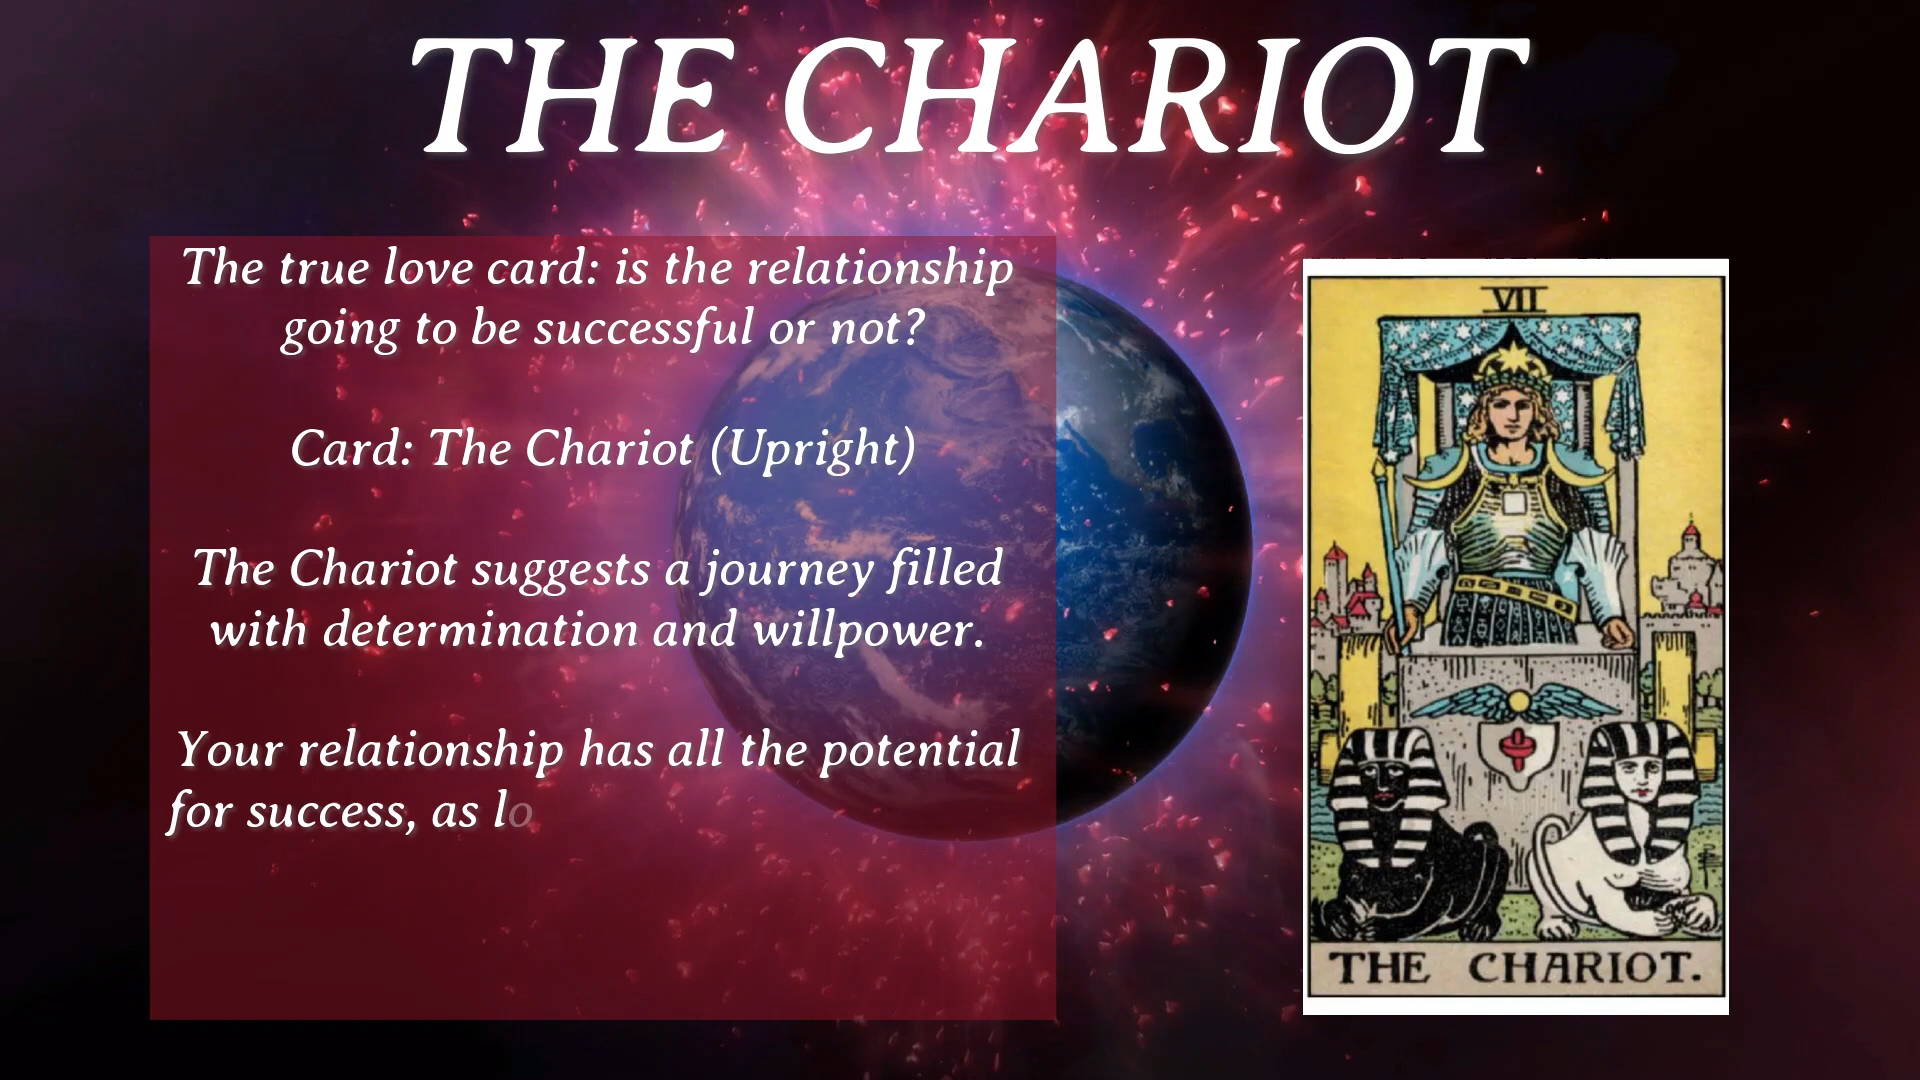 THE CHARIOT
The true love card: is the relationship
going to be successful or not?
Card: The Chariot (Upright)
The Chariot suggests a journey filled
with determination and willpower.
Your relationship has all the potential
for success, as lo
VII
THE CHARIOT.